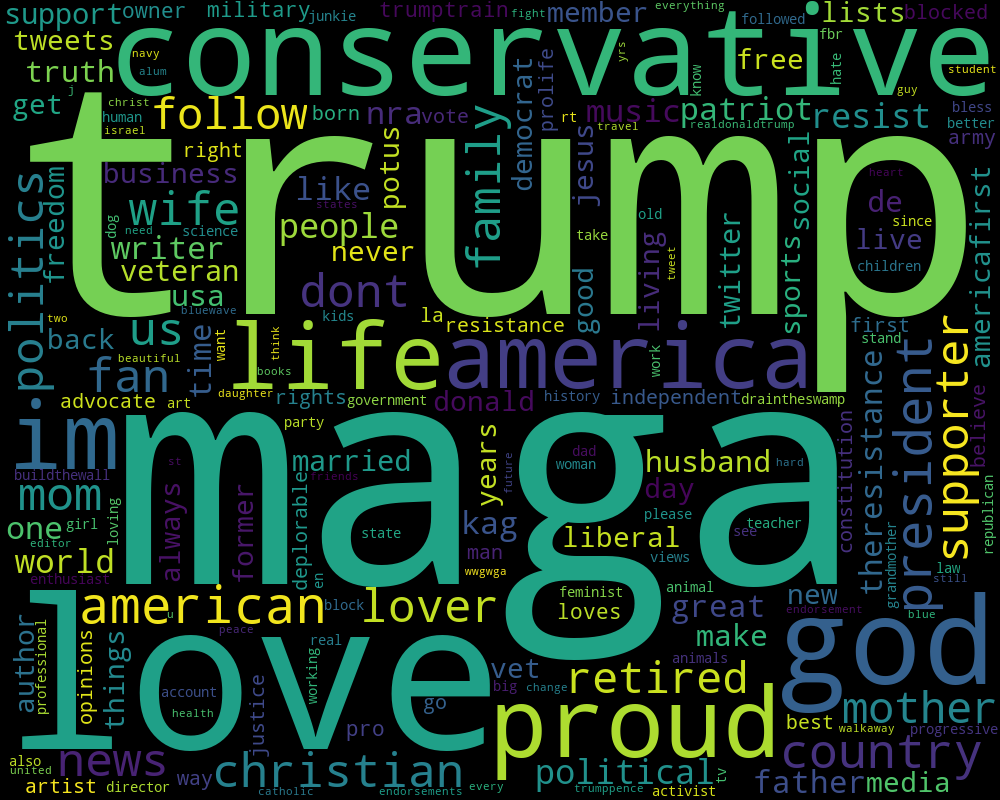 support
owner
military
junkie
trumptrain
fight
member
everything
followed
lists
blocked
tweets
navy
conservative
yrs
free
fbr
hate
truth
alum
know
student
get
j
christ
human
israel
follow
born
nra
vote
democrat
prolife
rt
music
travel
patriot
realdonaldtrump
guy
resist
bless
better
army
right
potus
trump
family
jesus
social
heart
business
like
states
de
americafirst
politics
freedom
dog
wife
need
science
people
old
since
writer
never
take
twitter
sports
live
veteran
children
usa
dont
good
living
tweet
bluewave
kids
la
two
us
resistance
first
back
time
want
life
think
america
work
stand
beautiful
fan
books
supporter
daughter
advocate
art
rights
government
donald
history
independent
draintheswamp
president
theresistance
believe
im
maga
party
years
constitution
st
married
dad
woman
future
husband
hard
buildthewall
friends
mom
always
former
deplorable
day
loving
one
girl
state
kag
please
teacher
republican
editor
liberal
see
world
man
views
grandmother
law
enthusiast
en
wwgwga
animal
still
love
american
u
block
lover
feminist
loves
great
new
endorsement
blue
author
professional
opinions
things
peace
real
make
god
working
vet
animals
account
justice
big
change
retired
health
pro
go
proud
best
mother
walkaway
progressive
also
news
country
united
way
christian
political
tv
artist
director
catholic
endorsements
every
trumppence
activist
father
media